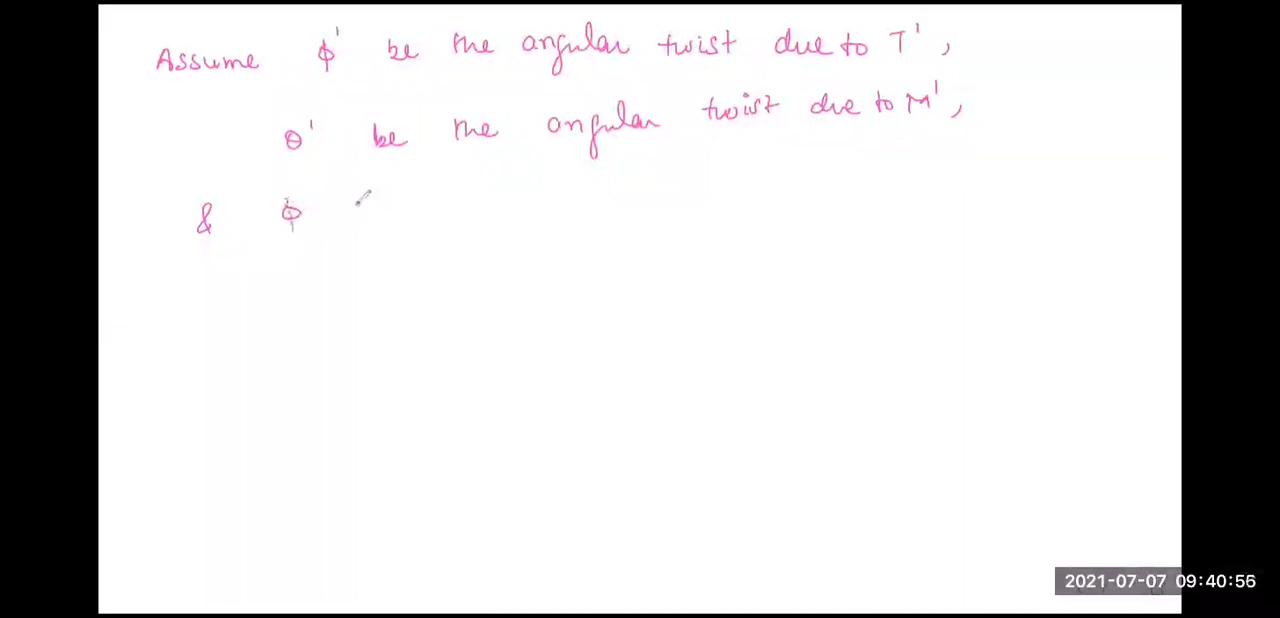 Assume ϕ' be the angular twist due to T',
θ' be the angular twist due to M',
& ϕ
2021-07-07 09:40:56